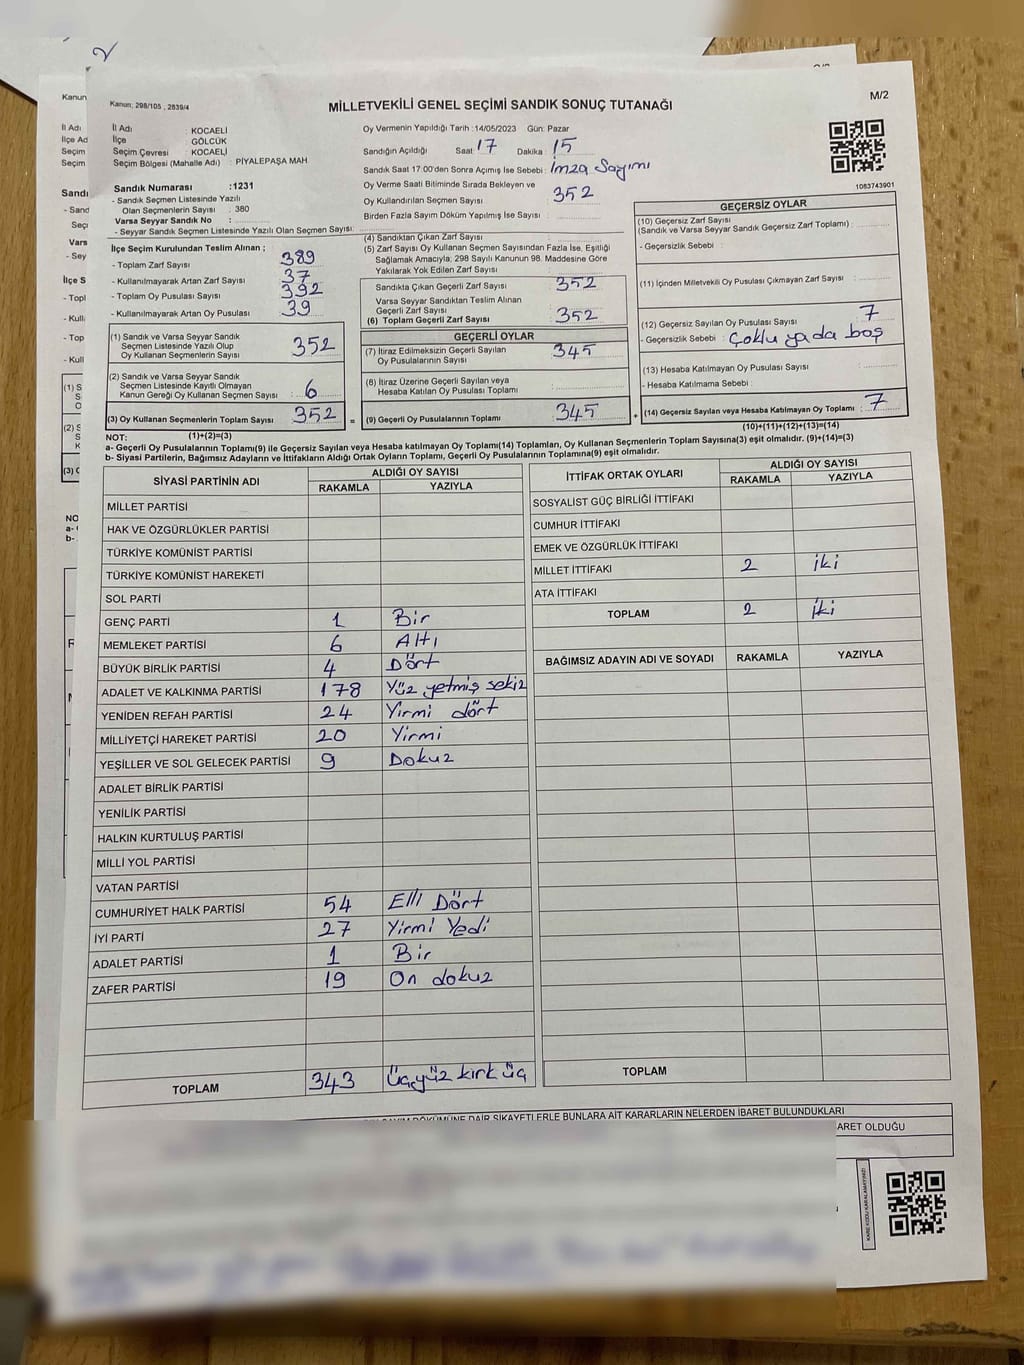 Kanun; 298/105 , 2839/4
MİLLETVEKİLİ GENEL SEÇİMİ SANDIK SONUÇ TUTANAĞI
M/2
İl Adı : KOCAELİ
İlçe : GÖLCÜK
Seçim Çevresi : KOCAELİ
Seçim Bölgesi (Mahalle Adı) : PİYALEPAŞA MAH
Oy Vermenin Yapıldığı Tarih :14/05/2023 Gün: Pazar
Sandığın Açıldığı Saat 17 Dakika 15
Sandık Saat 17.00'den Sonra Açımış İse Sebebi : İmza Sayımı
Oy Verme Saati Bitiminde Sırada Bekleyen ve
Oy Kullandırılan Seçmen Sayısı : 352
Birden Fazla Sayım Döküm Yapılmış İse Sayısı :
1083743901
Sandık Numarası :1231
- Sandık Seçmen Listesinde Yazılı
Olan Seçmenlerin Sayısı : 380
Varsa Seyyar Sandık No :
- Seyyar Sandık Seçmen Listesinde Yazılı Olan Seçmen Sayısı:
İlçe Seçim Kurulundan Teslim Alınan ;
- Toplam Zarf Sayısı : 389
- Kullanılmayarak Artan Zarf Sayısı : 37
- Toplam Oy Pusulası Sayısı : 392
- Kullanılmayarak Artan Oy Pusulası : 39
(1) Sandık ve Varsa Seyyar Sandık
Seçmen Listesinde Yazılı Olup
Oy Kullanan Seçmenlerin Sayısı : 352
(2) Sandık ve Varsa Seyyar Sandık
Seçmen Listesinde Kayıtlı Olmayan
Kanun Gereği Oy Kullanan Seçmen Sayısı : 6
(3) Oy Kullanan Seçmenlerin Toplam Sayısı : 352
(4) Sandıktan Çıkan Zarf Sayısı :
(5) Zarf Sayısı Oy Kullanan Seçmen Sayısından Fazla İse, Eşitliği
Sağlamak Amacıyla; 298 Sayılı Kanunun 98. Maddesine Göre
Yakılarak Yok Edilen Zarf Sayısı :
Sandıkta Çıkan Geçerli Zarf Sayısı : 352
Varsa Seyyar Sandıktan Teslim Alınan
Geçerli Zarf Sayısı :
(6) Toplam Geçerli Zarf Sayısı : 352
GEÇERLİ OYLAR
(7) İtiraz Edilmeksizin Geçerli Sayılan
Oy Pusulalarının Sayısı : 345
(8) İtiraz Üzerine Geçerli Sayılan veya
Hesaba Katılan Oy Pusulası Toplamı :
= (9) Geçerli Oy Pusulalarının Toplamı : 345
GEÇERSİZ OYLAR
(10) Geçersiz Zarf Sayısı
(Sandık ve Varsa Seyyar Sandık Geçersiz Zarf Toplamı) :
- Geçersizlik Sebebi :
(11) İçinden Milletvekili Oy Pusulası Çıkmayan Zarf Sayısı :
(12) Geçersiz Sayılan Oy Pusulası Sayısı : 7
- Geçersizlik Sebebi : Çoklu yada boş
(13) Hesaba Katılmayan Oy Pusulası Sayısı :
- Hesaba Katılmama Sebebi :
+ (14) Geçersiz Sayılan veya Hesaba Katılmayan Oy Toplamı : 7
(10)+(11)+(12)+(13)=(14)
NOT: (1)+(2)=(3)
a- Geçerli Oy Pusulalarının Toplamı(9) ile Geçersiz Sayılan veya Hesaba katılmayan Oy Toplamı(14) Toplamları, Oy Kullanan Seçmenlerin Toplam Sayısına(3) eşit olmalıdır. (9)+(14)=(3)
b- Siyasi Partilerin, Bağımsız Adayların ve İttifakların Aldığı Ortak Oyların Toplamı, Geçerli Oy Pusulalarının Toplamına(9) eşit olmalıdır.
SİYASİ PARTİNİN ADI ALDIĞI OY SAYISI
RAKAMLA YAZIYLA
MİLLET PARTİSİ
HAK VE ÖZGÜRLÜKLER PARTİSİ
TÜRKİYE KOMÜNİST PARTİSİ
TÜRKİYE KOMÜNİST HAREKETİ
SOL PARTİ
GENÇ PARTİ 1 Bir
MEMLEKET PARTİSİ 6 Altı
BÜYÜK BİRLİK PARTİSİ 4 Dört
ADALET VE KALKINMA PARTİSİ 178 Yüz yetmiş sekiz
YENİDEN REFAH PARTİSİ 24 Yirmi dört
MİLLİYETÇİ HAREKET PARTİSİ 20 Yirmi
YEŞİLLER VE SOL GELECEK PARTİSİ 9 Dokuz
ADALET BİRLİK PARTİSİ
YENİLİK PARTİSİ
HALKIN KURTULUŞ PARTİSİ
MİLLİ YOL PARTİSİ
VATAN PARTİSİ
CUMHURİYET HALK PARTİSİ 54 Elli Dört
İYİ PARTİ 27 Yirmi Yedi
ADALET PARTİSİ 1 Bir
ZAFER PARTİSİ 19 On dokuz
TOPLAM 343 Üçyüz kırk üç
İTTİFAK ORTAK OYLARI ALDIĞI OY SAYISI
RAKAMLA YAZIYLA
SOSYALİST GÜÇ BİRLİĞİ İTTİFAKI
CUMHUR İTTİFAKI
EMEK VE ÖZGÜRLÜK İTTİFAKI
MİLLET İTTİFAKI 2 iki
ATA İTTİFAKI
TOPLAM 2 iki
BAĞIMSIZ ADAYIN ADI VE SOYADI RAKAMLA YAZIYLA
TOPLAM
DÖKÜMÜNE DAİR ŞİKAYETLERLE BUNLARA AİT KARARLARIN NELERDEN İBARET BULUNDUKLARI
ARET OLDUĞU
KARE KODU KARALAMAYINIZ!